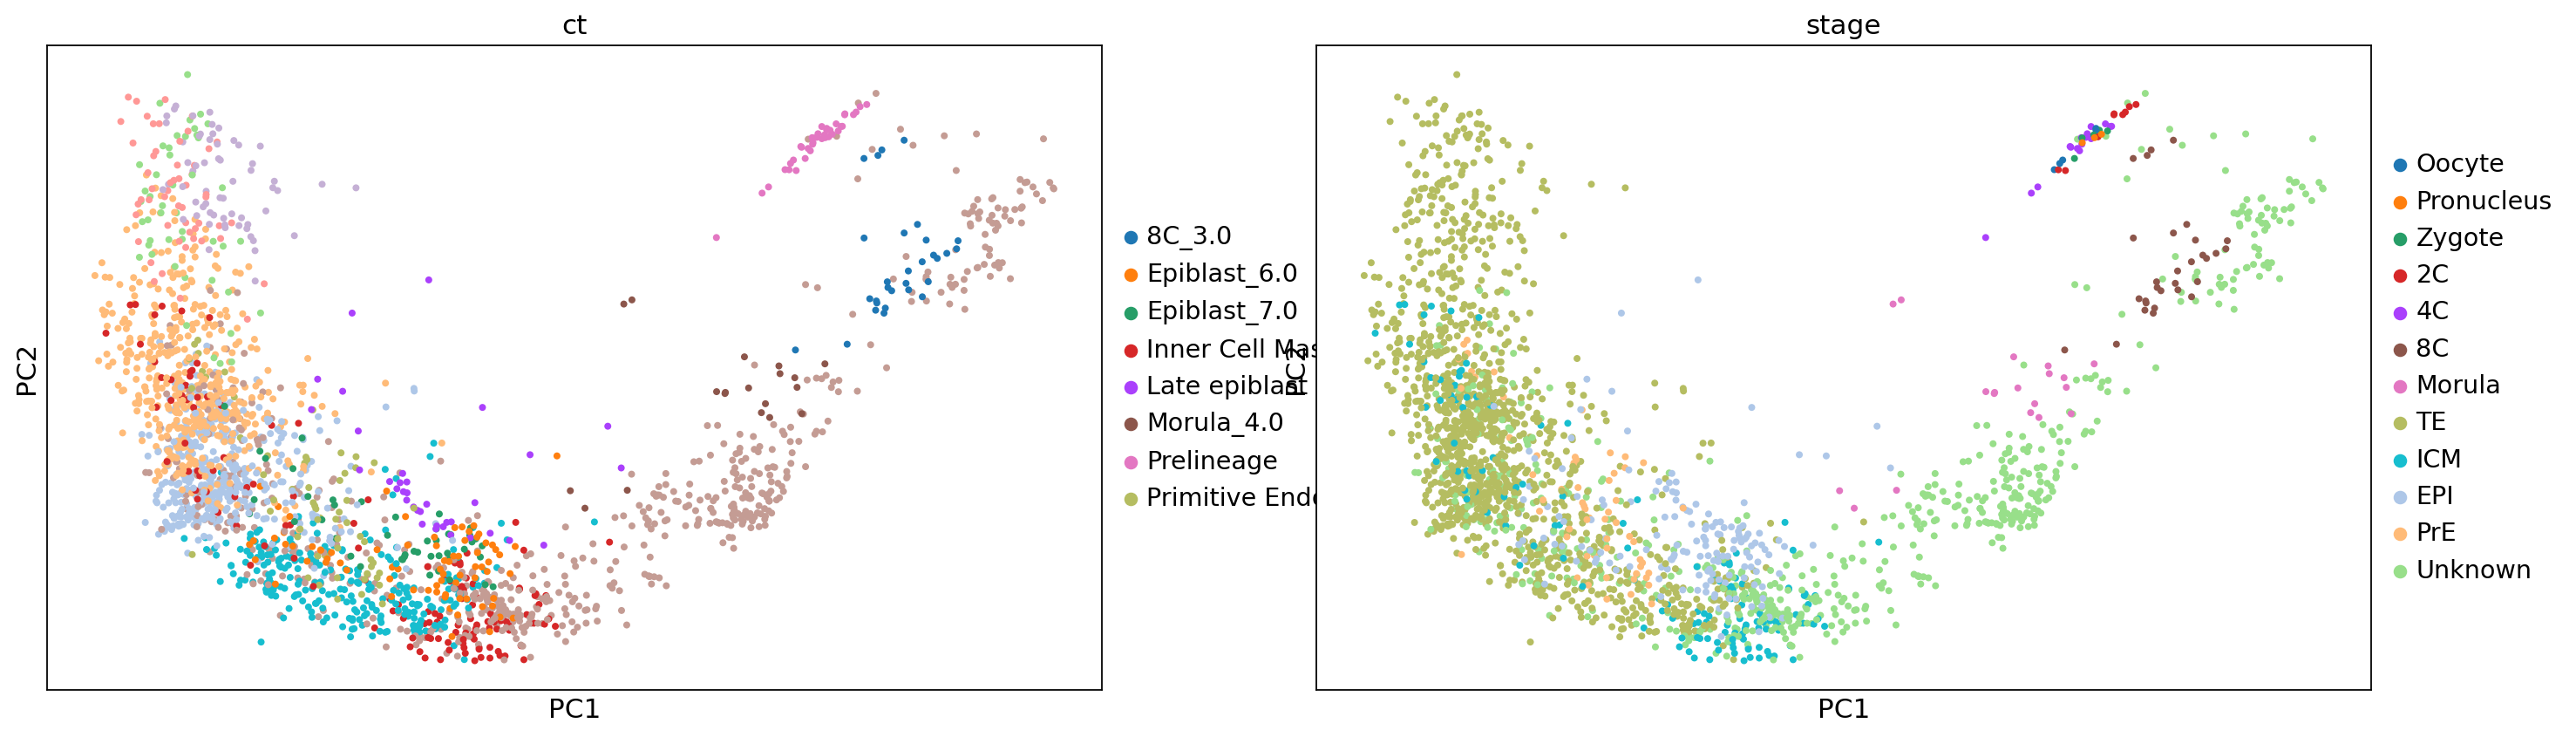 ct
PC2
PC1
8C_3.0
Epiblast_6.0
Epiblast_7.0
Inner Cell Mas
Late epiblast
Morula_4.0
Prelineage
Primitive Endo
stage
PC2
PC1
Oocyte
Pronucleus
Zygote
2C
4C
8C
Morula
TE
ICM
EPI
PrE
Unknown